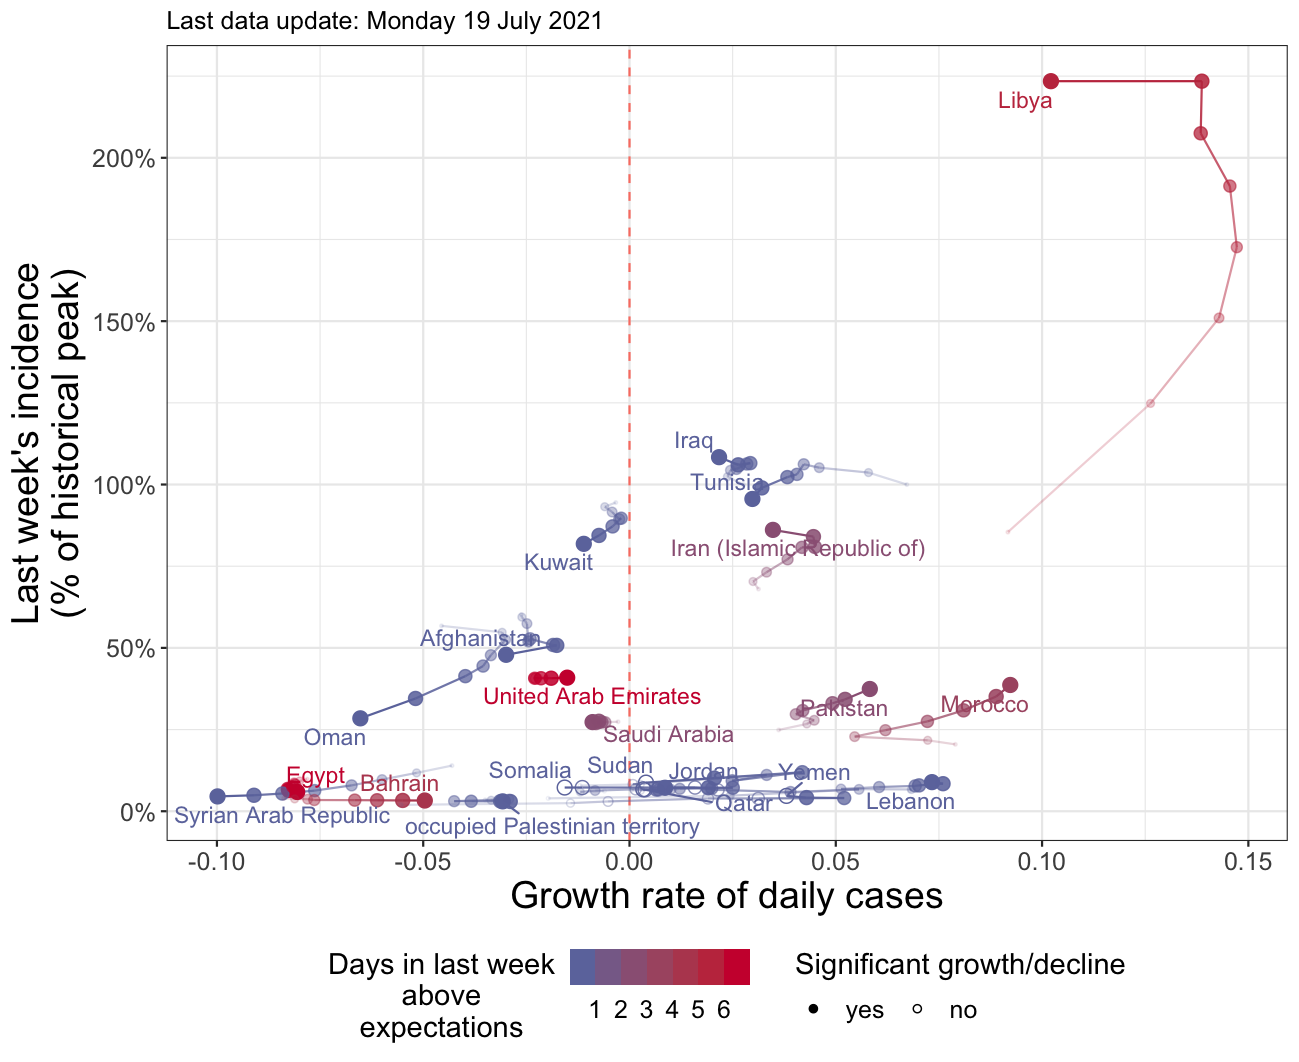 Last data update: Monday 19 July 2021
Last week's incidence
(% of historical peak)
200%
150%
100%
50%
0%
Libya
Iraq
Tunisia
Iran (Islamic Republic of)
Kuwait
Afghanistan
United Arab Emirates
Pakistan
Morocco
Saudi Arabia
Oman
Somalia
Sudan
Jordan
Yemen
Egypt
Bahrain
Qatar
Lebanon
Syrian Arab Republic
occupied Palestinian territory
-0.10 -0.05 0.00 0.05 0.10 0.15
Growth rate of daily cases
Days in last week
above
expectations
1 2 3 4 5 6
Significant growth/decline
yes no